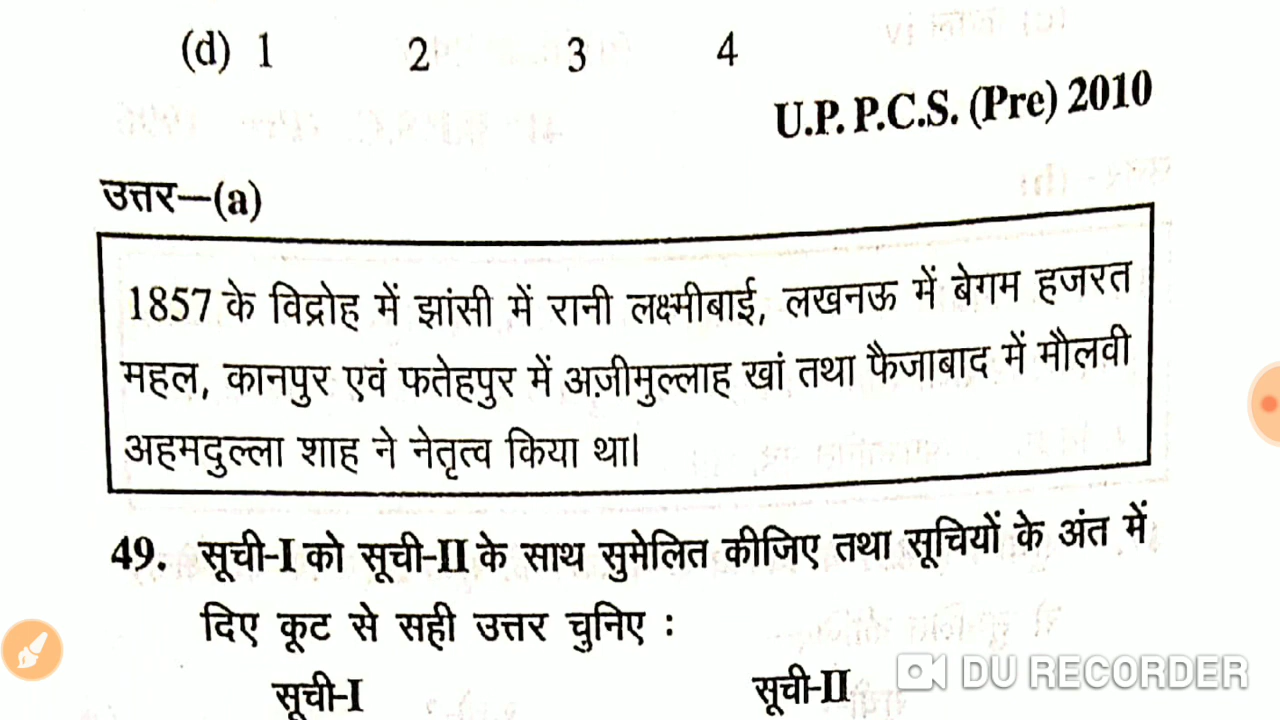 (d) 1 2 3 4
U.P. P.C.S. (Pre) 2010
उत्तर—(a)
1857 के विद्रोह में झांसी में रानी लक्ष्मीबाई, लखनऊ में बेगम हजरत
महल, कानपुर एवं फतेहपुर में अज़ीमुल्लाह खां तथा फैजाबाद में मौलवी
अहमदुल्ला शाह ने नेतृत्व किया था।
49. सूची-I को सूची-II के साथ सुमेलित कीजिए तथा सूचियों के अंत में
दिए कूट से सही उत्तर चुनिए :
DU RECORDER
सूची-I सूची-II